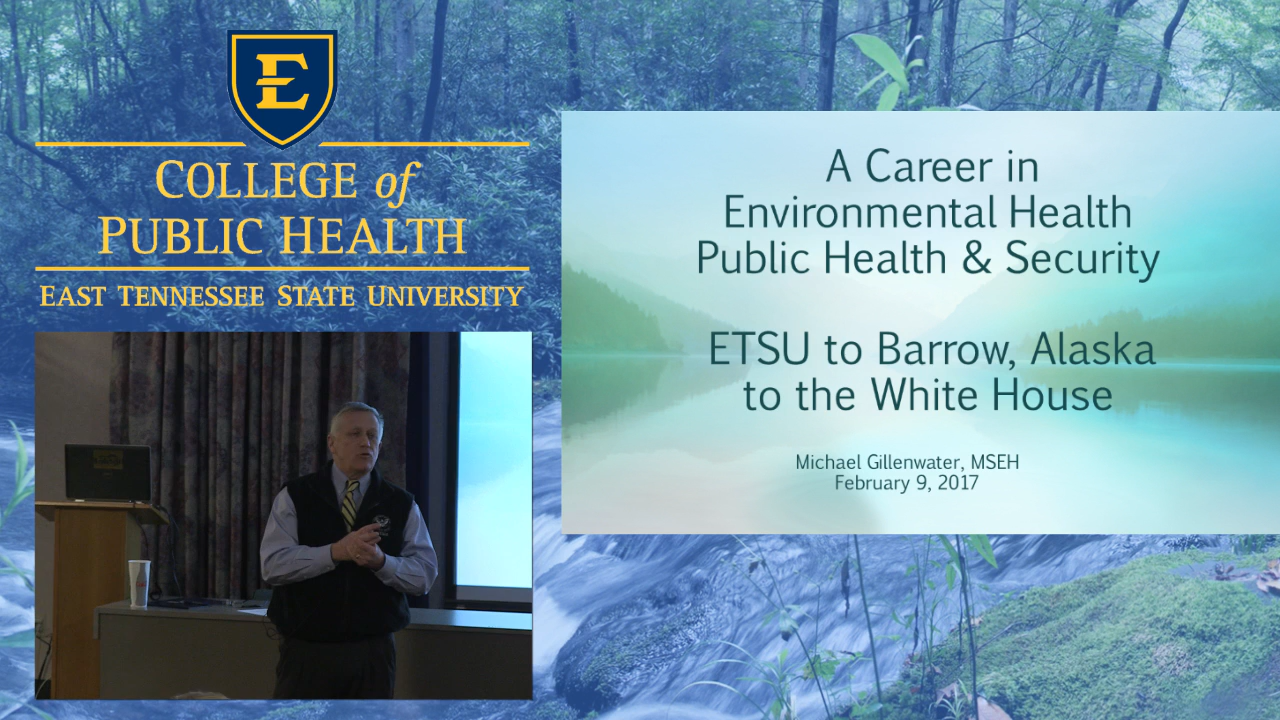 E
COLLEGE of
PUBLIC HEALTH
EAST TENNESSEE STATE UNIVERSITY
A Career in
Environmental Health
Public Health & Security
ETSU to Barrow, Alaska
to the White House
Michael Gillenwater, MSEH
February 9, 2017